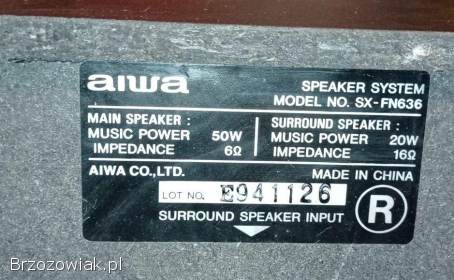 aiwa
SPEAKER SYSTEM
MODEL NO. SX-FN636
MAIN SPEAKER :
MUSIC POWER 50W
IMPEDANCE 6Ω
SURROUND SPEAKER :
MUSIC POWER 20W
IMPEDANCE 16Ω
AIWA CO.,LTD.
MADE IN CHINA
LOT NO. E941126
R
SURROUND SPEAKER INPUT
Brzozowiak.pl